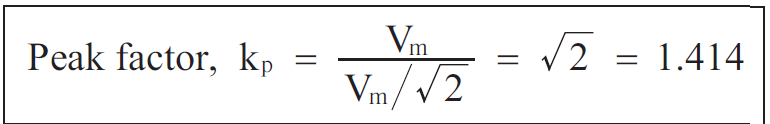 Peak factor, kₚ = Vₘ / (Vₘ/√2) = √2 = 1.414